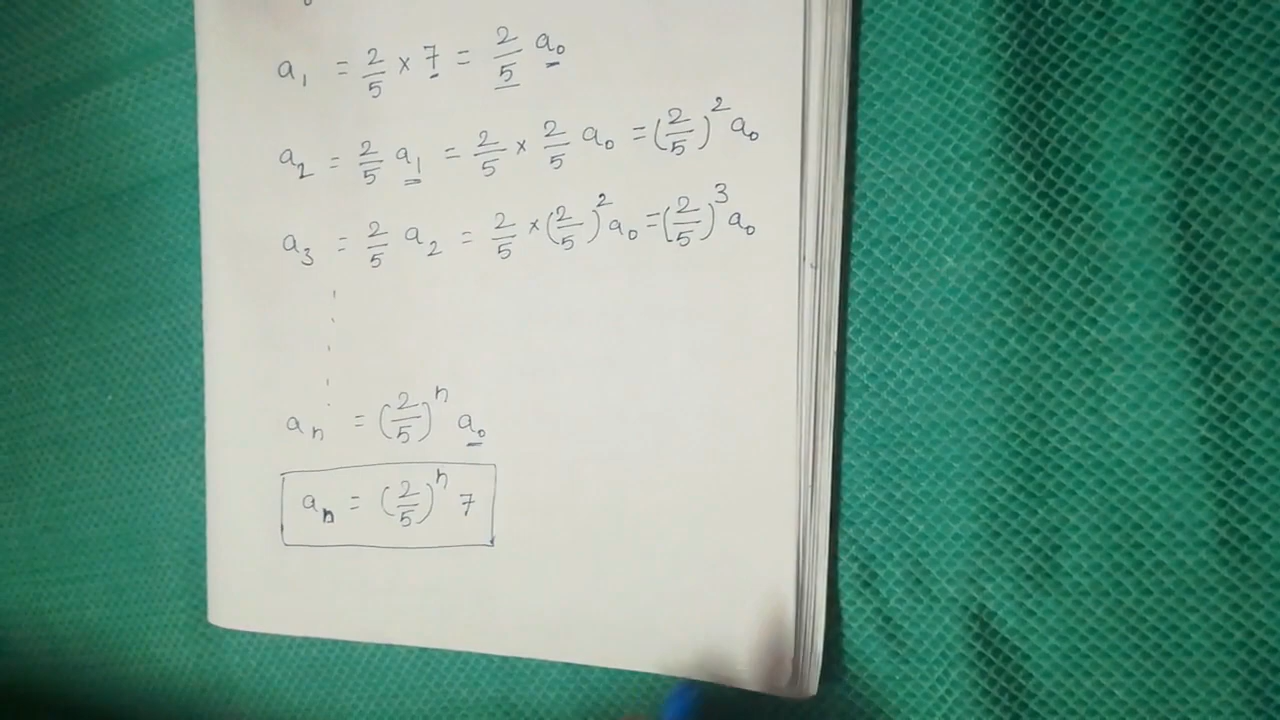 a₁ = 2/5 × 7 = 2/5 a₀
a₂ = 2/5 a₁ = 2/5 × 2/5 a₀ = (2/5)² a₀
a₃ = 2/5 a₂ = 2/5 × (2/5)² a₀ = (2/5)³ a₀
aₙ = (2/5)ⁿ a₀
aₙ = (2/5)ⁿ 7